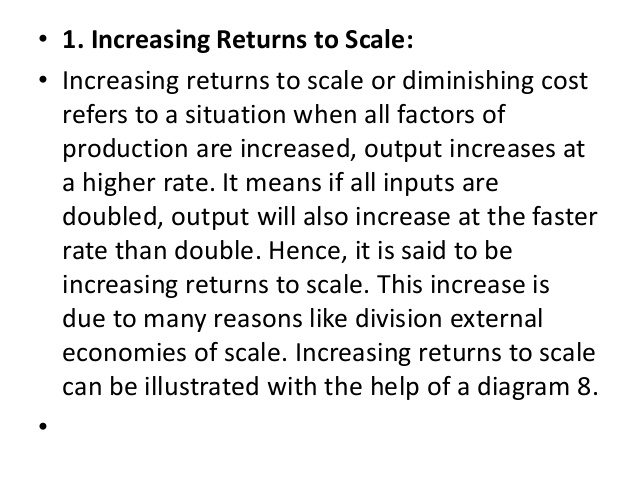 • 1. Increasing Returns to Scale:
• Increasing returns to scale or diminishing cost
refers to a situation when all factors of
production are increased, output increases at
a higher rate. It means if all inputs are
doubled, output will also increase at the faster
rate than double. Hence, it is said to be
increasing returns to scale. This increase is
due to many reasons like division external
economies of scale. Increasing returns to scale
can be illustrated with the help of a diagram 8.
•